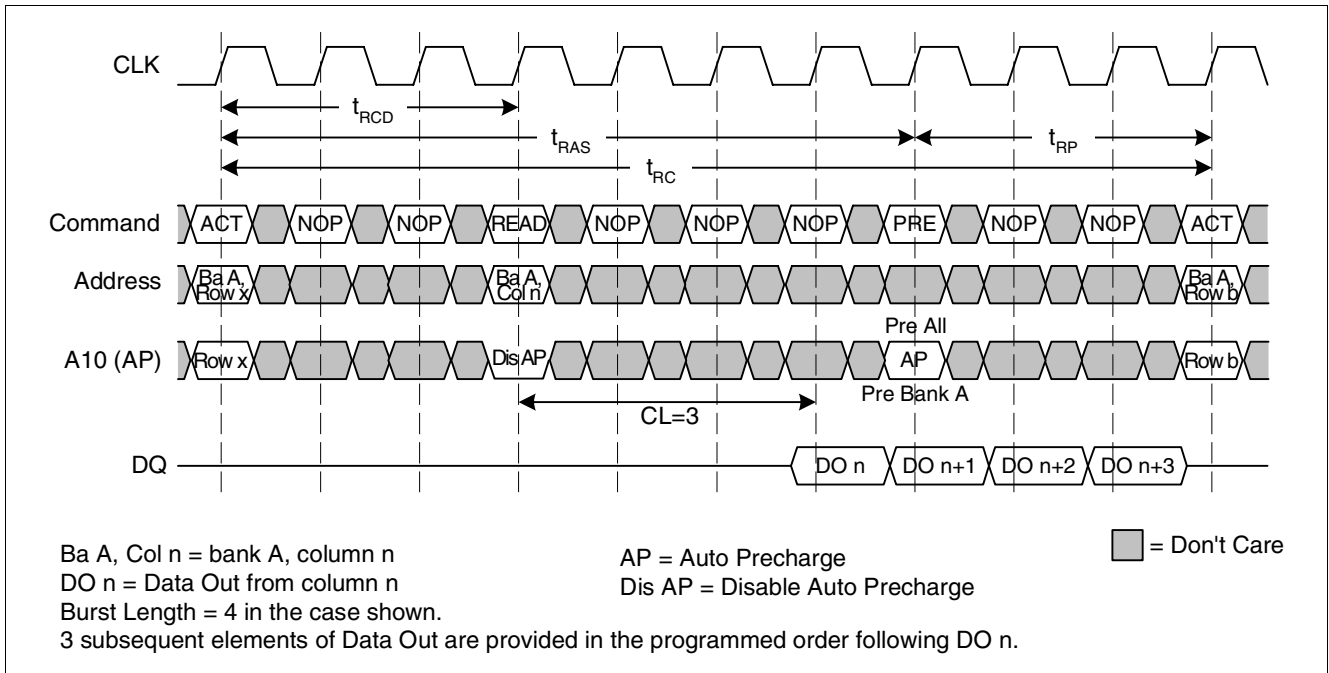 CLK
tRCD
tRAS
tRP
tRC
Command ACT NOP NOP READ NOP NOP NOP PRE NOP NOP ACT
Address Ba A, Row x Ba A, Col n Ba A, Row b
Pre All
A10 (AP) Row x Dis AP AP Row b
Pre Bank A
CL=3
DQ DO n DO n+1 DO n+2 DO n+3
Ba A, Col n = bank A, column n
DO n = Data Out from column n
Burst Length = 4 in the case shown.
3 subsequent elements of Data Out are provided in the programmed order following DO n.
AP = Auto Precharge
Dis AP = Disable Auto Precharge
= Don't Care